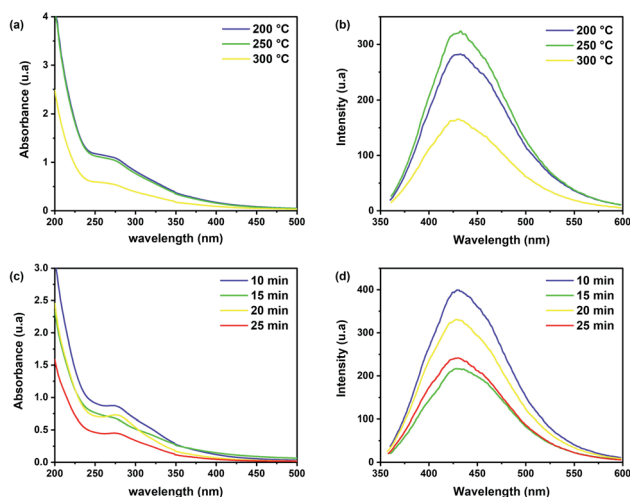 (a)
200 °C
250 °C
300 °C
Absorbance (u.a)
4
3
2
1
0
200 250 300 350 400 450 500
wavelength (nm)
(b)
200 °C
250 °C
300 °C
Intensity (u.a)
300
200
100
0
350 400 450 500 550 600
Wavelength (nm)
(c)
10 min
15 min
20 min
25 min
Absorbance (u.a)
3.0
2.5
2.0
1.5
1.0
0.5
0.0
200 250 300 350 400 450 500
wavelength (nm)
(d)
10 min
15 min
20 min
25 min
Intensity (u.a)
400
300
200
100
0
350 400 450 500 550 600
Wavelength (nm)